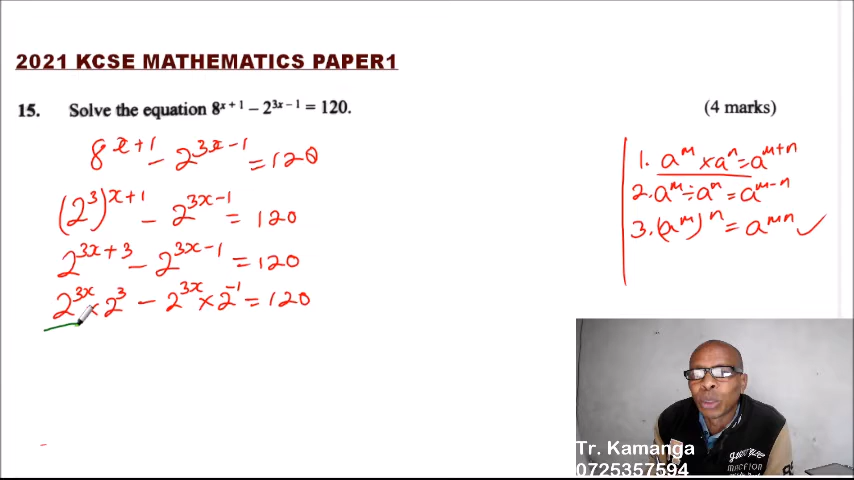 2021 KCSE MATHEMATICS PAPER1
15. Solve the equation 8^{x+1} − 2^{3x−1} = 120. (4 marks)
8^{x+1} − 2^{3x−1} = 120
(2^3)^{x+1} − 2^{3x−1} = 120
2^{3x+3} − 2^{3x−1} = 120
2^{3x} × 2^3 − 2^{3x} × 2^{−1} = 120
1. a^m × a^n = a^{m+n}
2. a^m ÷ a^n = a^{m−n}
3. (a^m)^n = a^{mn} ✓
Tr. Kamanga
0725357594